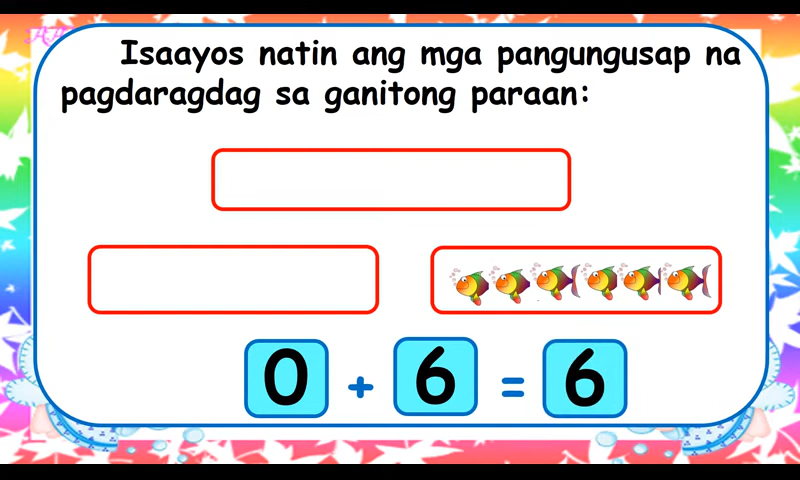 Isaayos natin ang mga pangungusap na
pagdaragdag sa ganitong paraan:
0 + 6 = 6